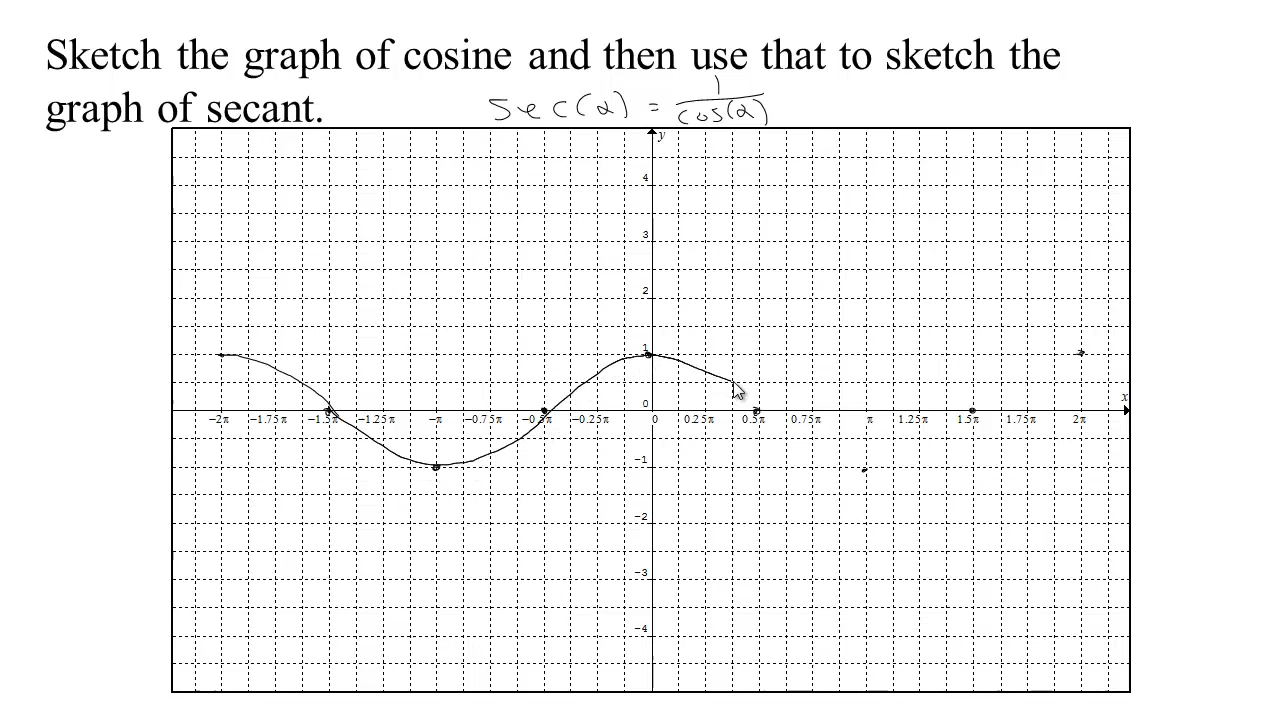 Sketch the graph of cosine and then use that to sketch the
graph of secant. sec(α) = 1/cos(α)
y
4
3
2
1
0
x
−2π −1.75π −1.5π −1.25π −π −0.75π −0.5π −0.25π 0 0.25π 0.5π 0.75π π 1.25π 1.5π 1.75π 2π
−1
−2
−3
−4